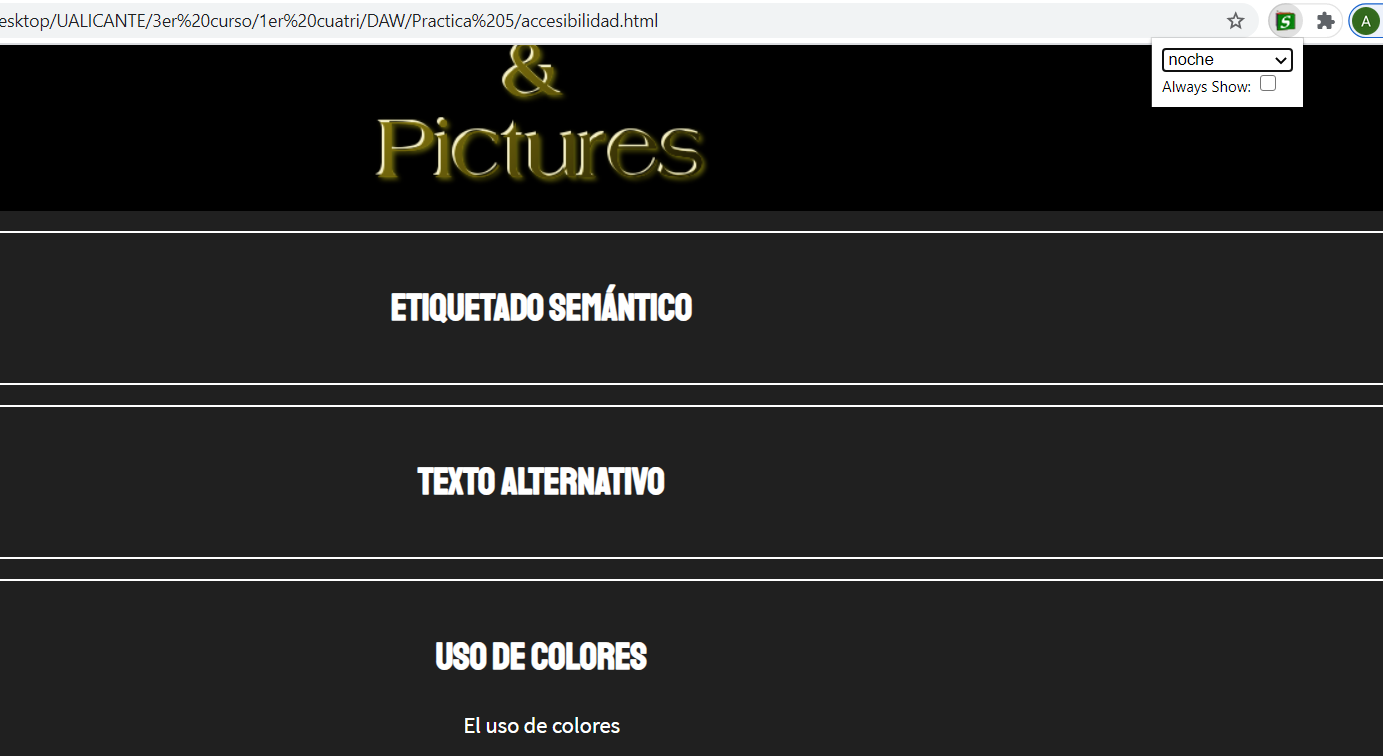 esktop/UALICANTE/3er%20curso/1er%20cuatri/DAW/Practica%205/accesibilidad.html
S
A
noche
Always Show:
&
Pictures
ETIQUETADO SEMÁNTICO
TEXTO ALTERNATIVO
USO DE COLORES
El uso de colores